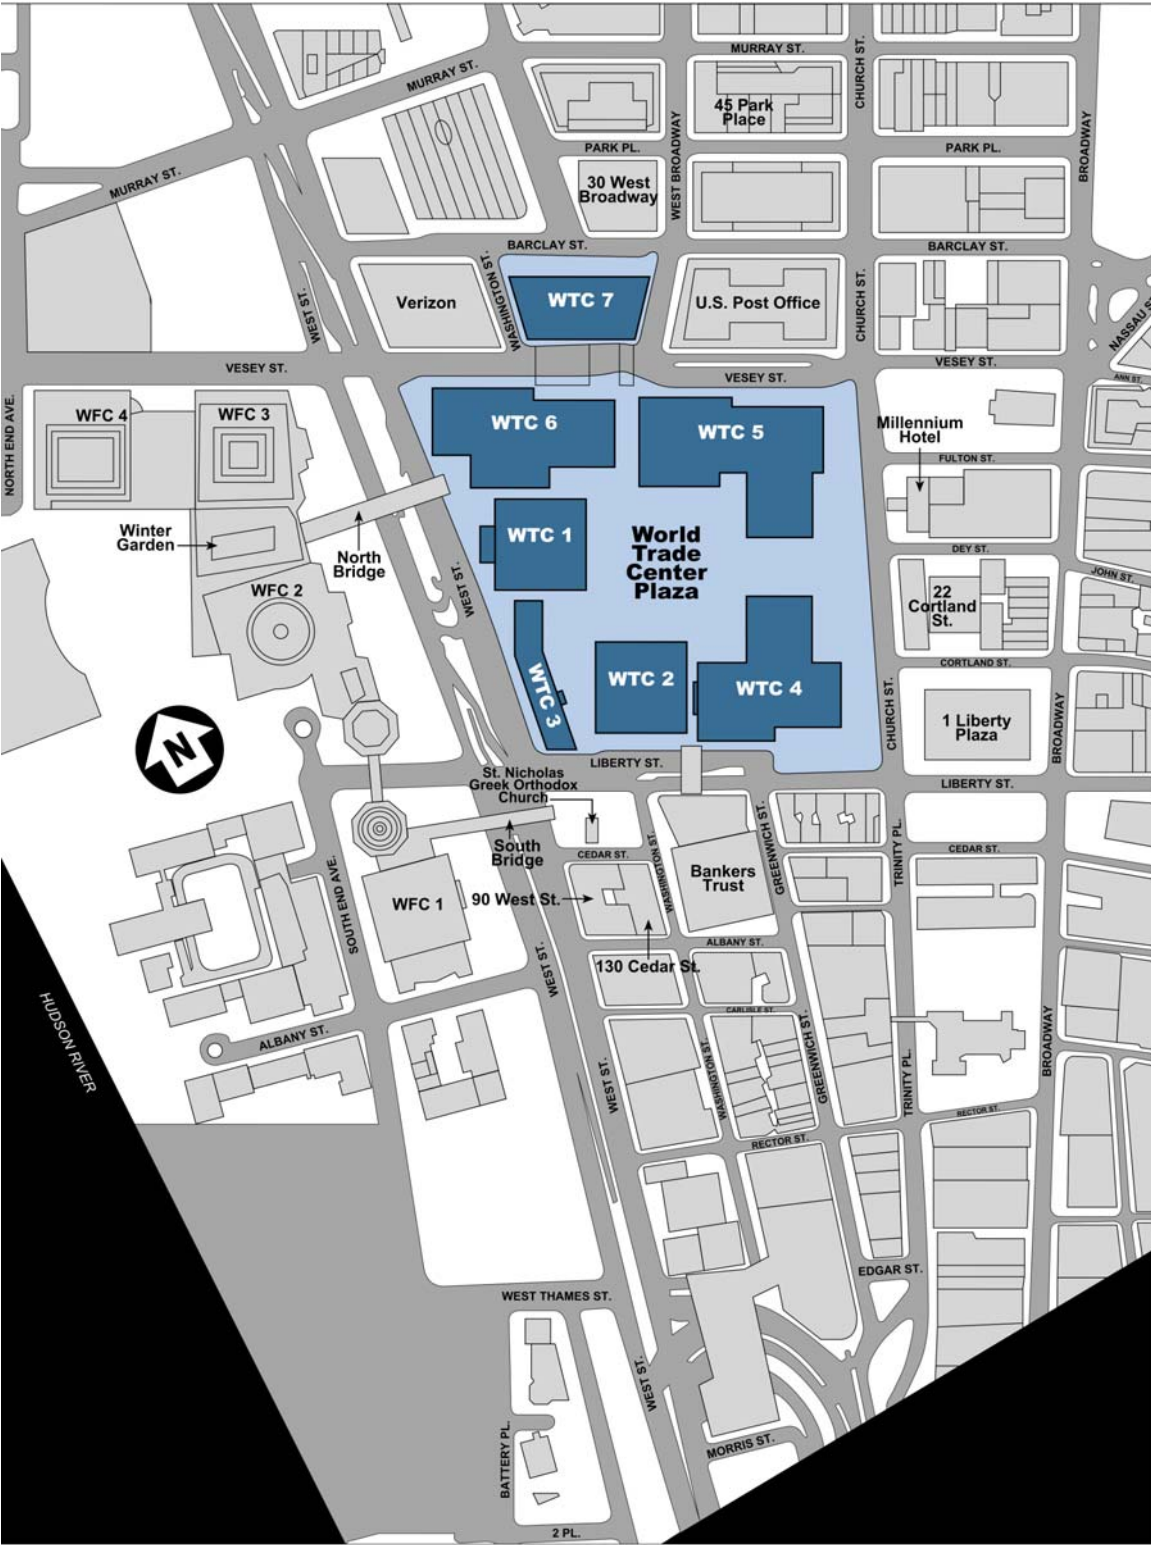 MURRAY ST.
CHURCH ST.
MURRAY ST.
45 Park
Place
BROADWAY
WEST BROADWAY
PARK PL.
PARK PL.
MURRAY ST.
30 West
Broadway
BARCLAY ST.
BARCLAY ST.
WASHINGTON ST.
WEST ST.
Verizon
WTC 7
U.S. Post Office
CHURCH ST.
NASSAU ST.
VESEY ST.
VESEY ST.
VESEY ST.
ANN ST.
NORTH END AVE.
WFC 4
WFC 3
WTC 6
WTC 5
Millennium
Hotel
FULTON ST.
Winter
Garden
North
Bridge
WTC 1
World
Trade
Center
Plaza
DEY ST.
JOHN ST.
WFC 2
WEST ST.
22
Cortland
St.
CORTLAND ST.
WTC 3
WTC 2
WTC 4
CHURCH ST.
1 Liberty
Plaza
BROADWAY
N
LIBERTY ST.
LIBERTY ST.
St. Nicholas
Greek Orthodox
Church
South
Bridge
CEDAR ST.
WASHINGTON ST.
GREENWICH ST.
TRINITY PL.
CEDAR ST.
Bankers
Trust
SOUTH END AVE.
WFC 1
90 West St.
WEST ST.
ALBANY ST.
130 Cedar St.
HUDSON RIVER
ALBANY ST.
CARLISLE ST.
WEST ST.
WASHINGTON ST.
GREENWICH ST.
TRINITY PL.
BROADWAY
RECTOR ST.
RECTOR ST.
EDGAR ST.
WEST THAMES ST.
WEST ST.
BATTERY PL.
MORRIS ST.
2 PL.